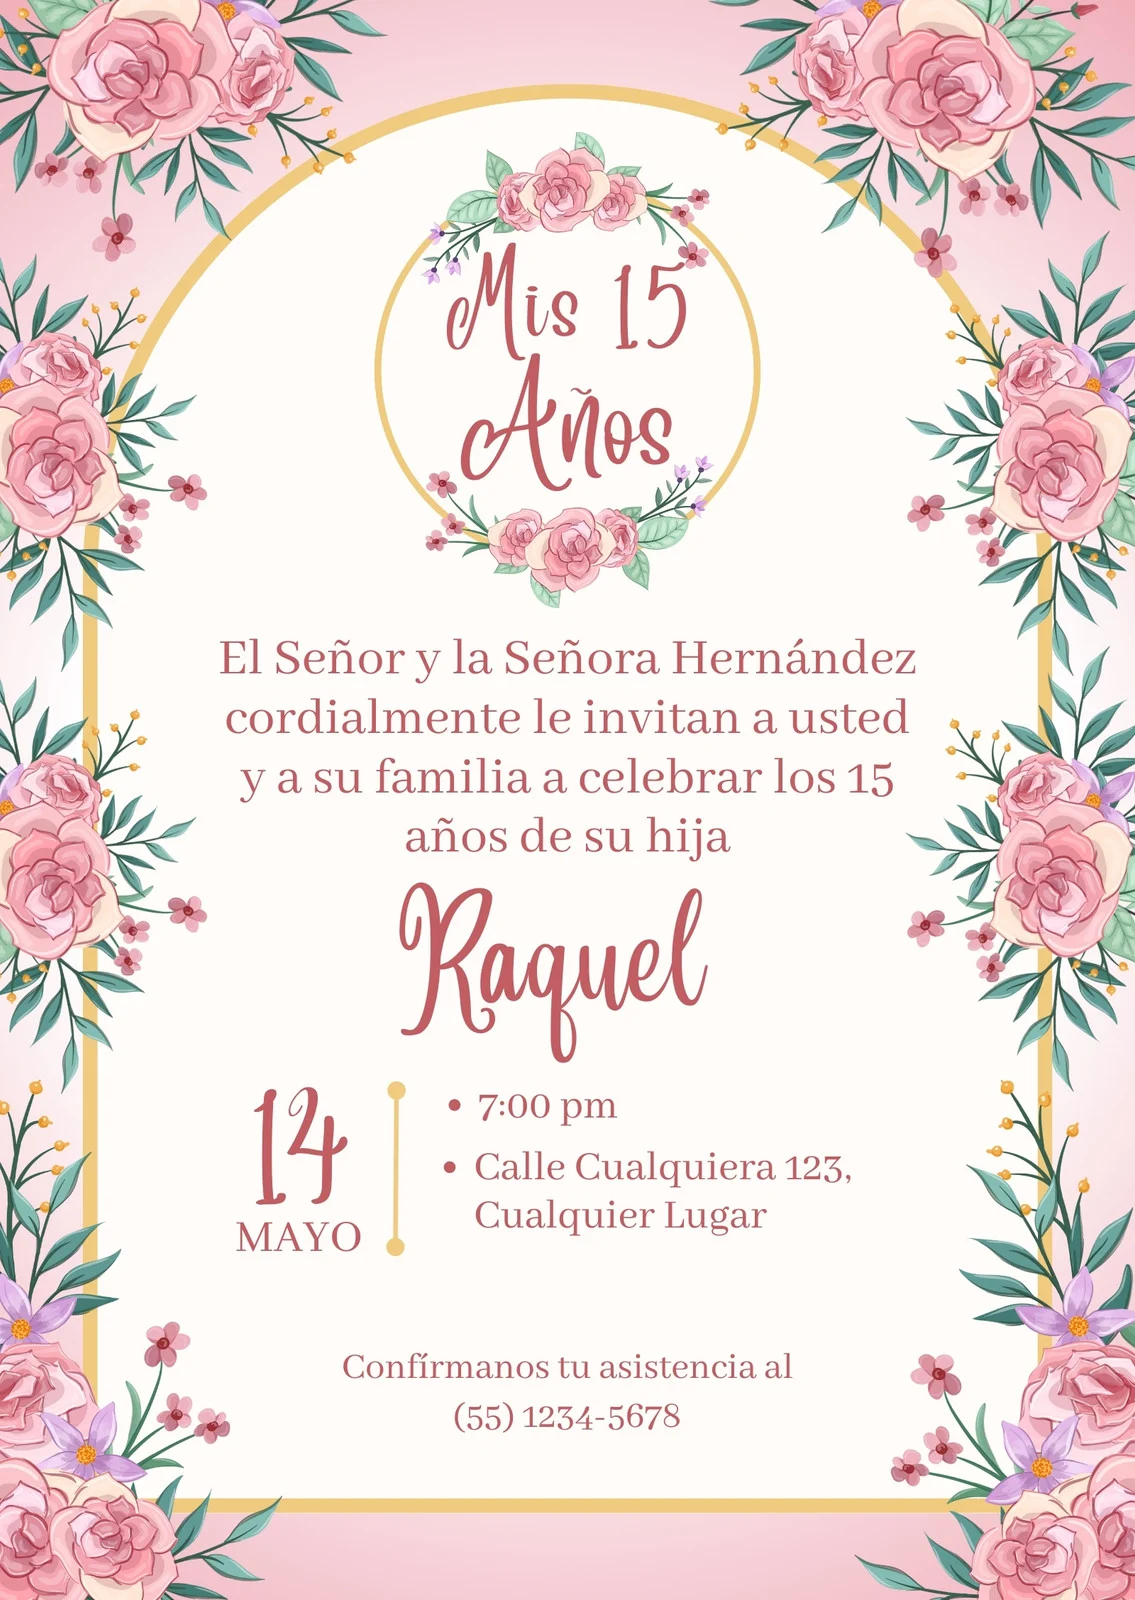 Mis 15
Años
El Señor y la Señora Hernández
cordialmente le invitan a usted
y a su familia a celebrar los 15
años de su hija
Raquel
14
MAYO
• 7:00 pm
• Calle Cualquiera 123,
Cualquier Lugar
Confírmanos tu asistencia al
(55) 1234-5678